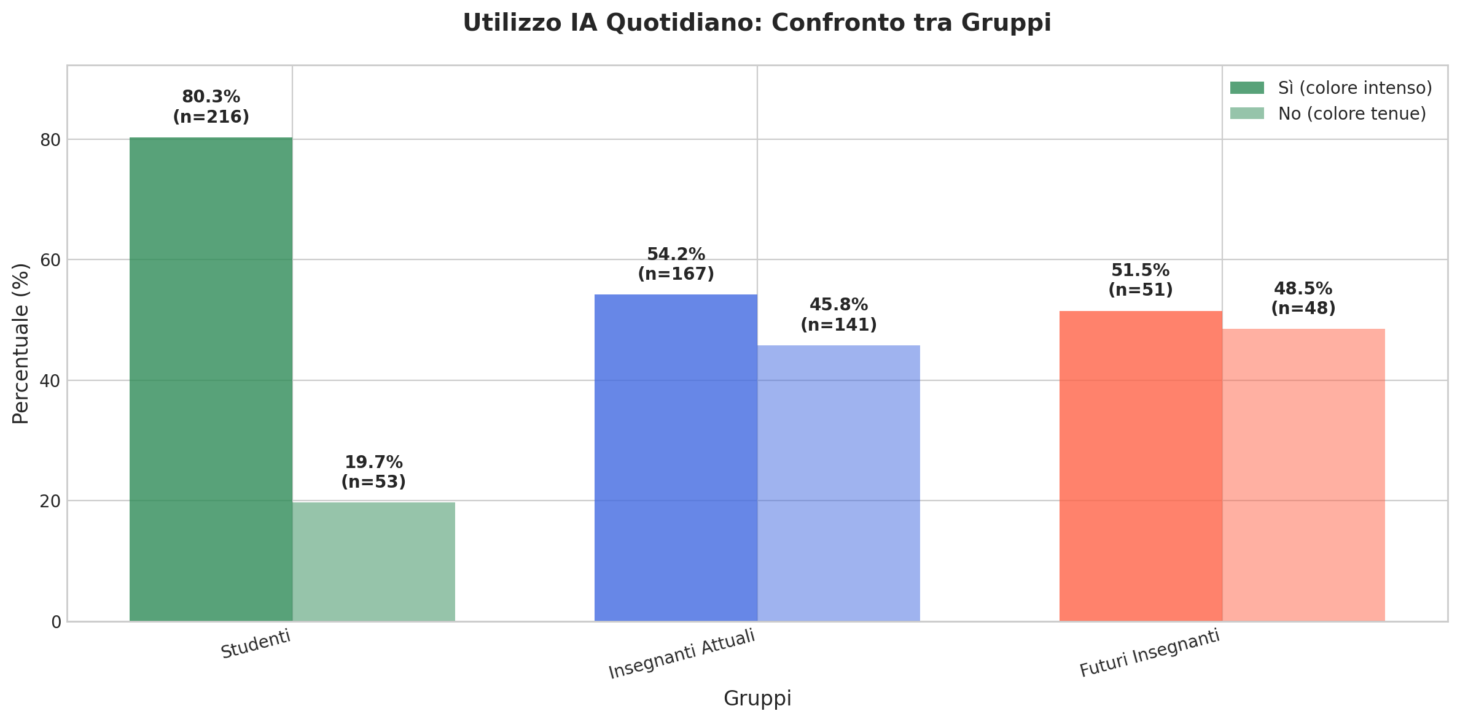 Utilizzo IA Quotidiano: Confronto tra Gruppi
Sì (colore intenso)
No (colore tenue)
80.3%
(n=216)
19.7%
(n=53)
54.2%
(n=167)
45.8%
(n=141)
51.5%
(n=51)
48.5%
(n=48)
Percentuale (%)
80
60
40
20
0
Studenti
Insegnanti Attuali
Futuri Insegnanti
Gruppi